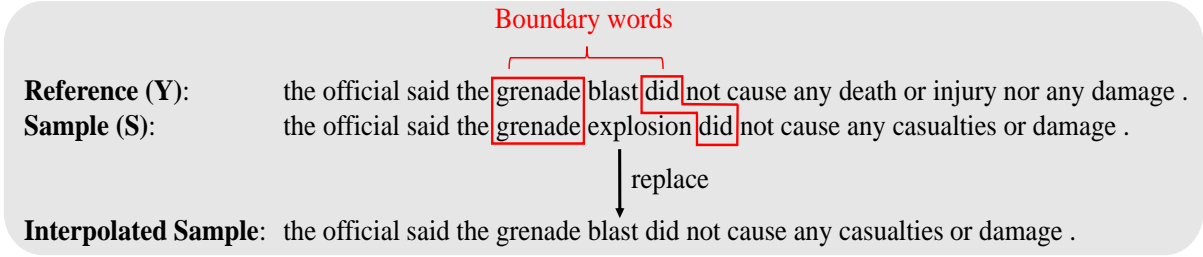 Boundary words
Reference (Y): the official said the grenade blast did not cause any death or injury nor any damage .
Sample (S): the official said the grenade explosion did not cause any casualties or damage .
replace
Interpolated Sample: the official said the grenade blast did not cause any casualties or damage .